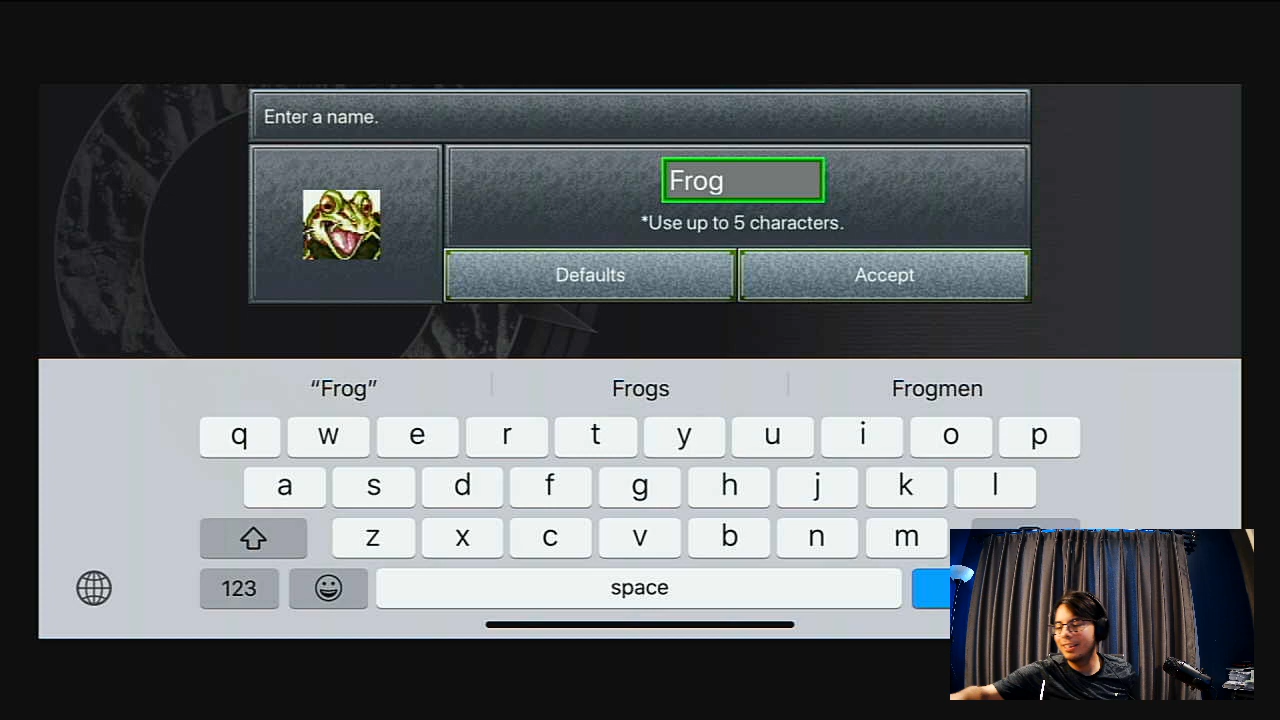 Enter a name.
Frog
*Use up to 5 characters.
Defaults Accept
“Frog” Frogs Frogmen
q w e r t y u i o p
a s d f g h j k l
z x c v b n m
123 space